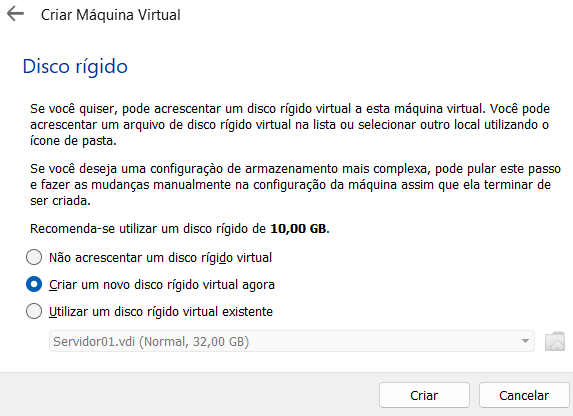 Criar Máquina Virtual
Disco rígido
Se você quiser, pode acrescentar um disco rígido virtual a esta máquina virtual. Você pode
acrescentar um arquivo de disco rígido virtual na lista ou selecionar outro local utilizando o
ícone de pasta.
Se você deseja uma configuraçào de armazenamento mais complexa, pode pular este passo
e fazer as mudanças manualmente na configuração da máquina assim que ela terminar de
ser criada.
Recomenda-se utilizar um disco rígido de 10,00 GB.
Não acrescentar um disco rígido virtual
Criar um novo disco rígido virtual agora
Utilizar um disco rígido virtual existente
Servidor01.vdi (Normal, 32,00 GB)
Criar
Cancelar